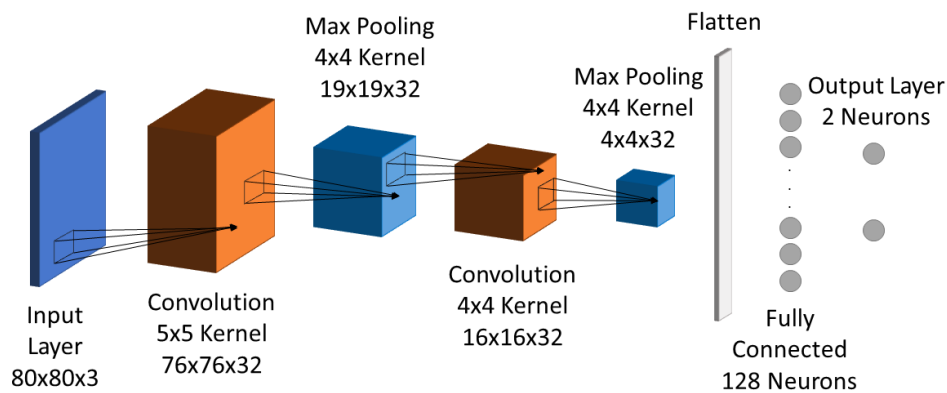 Input
Layer
80x80x3
Convolution
5x5 Kernel
76x76x32
Max Pooling
4x4 Kernel
19x19x32
Convolution
4x4 Kernel
16x16x32
Max Pooling
4x4 Kernel
4x4x32
Flatten
Fully
Connected
128 Neurons
Output Layer
2 Neurons